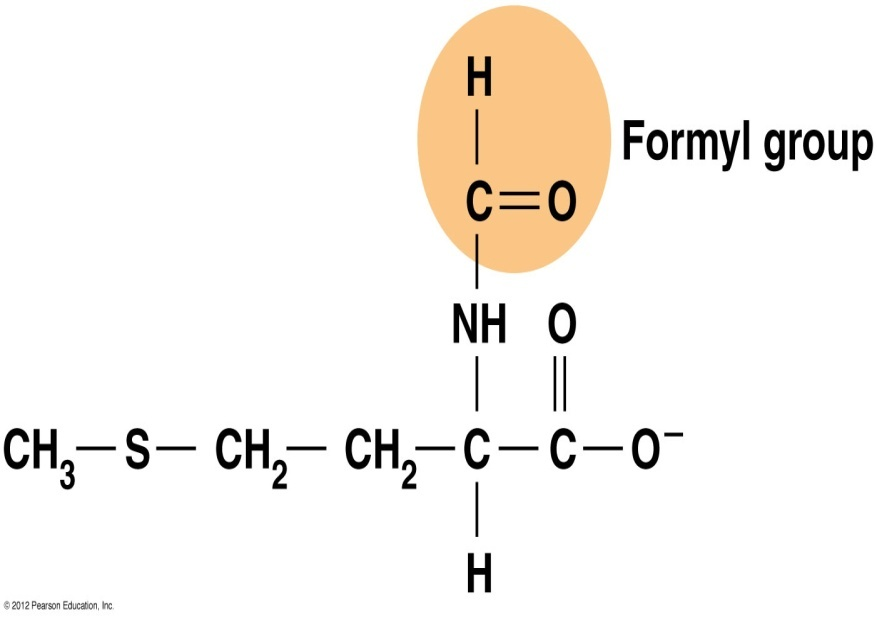 H
Formyl group
C=O
NH O
CH₃—S—CH₂—CH₂—C—C—O⁻
H
© 2012 Pearson Education, Inc.